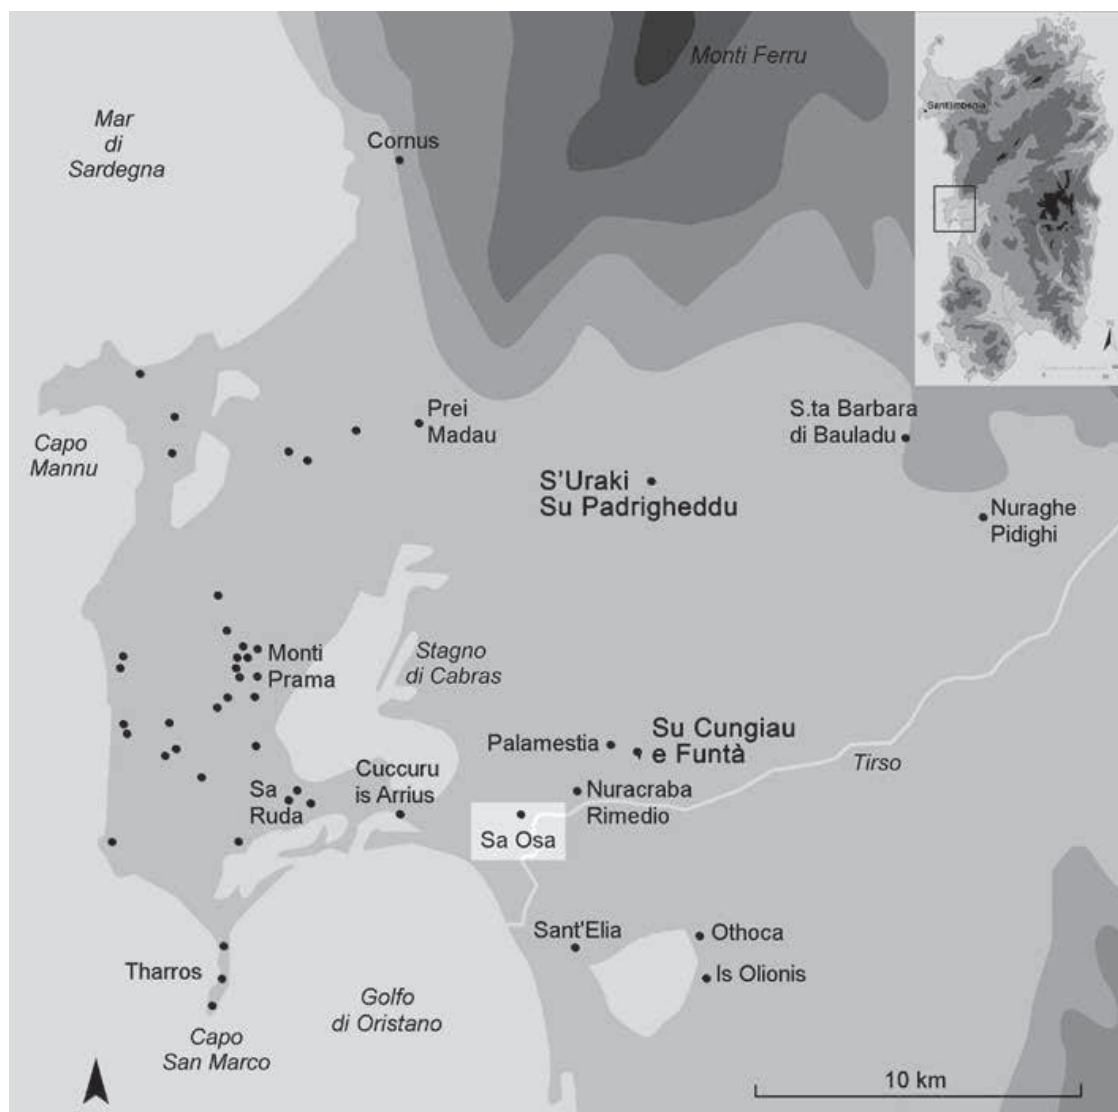 Monti Ferru
Mar
di
Sardegna
Cornus
Sant'Imbenia
Prei
Madau
S.ta Barbara
di Bauladu
Capo
Mannu
S'Uraki
Su Padrigheddu
Nuraghe
Pidighi
Monti
Prama
Stagno
di Cabras
Su Cungiau
e Funtà
Palamestia
Tirso
Cuccuru
is Arrius
Sa
Ruda
Nuracraba
Rimedio
Sa Osa
Sant'Elia
Othoca
Is Olionis
Tharros
Golfo
di Oristano
Capo
San Marco
10 km